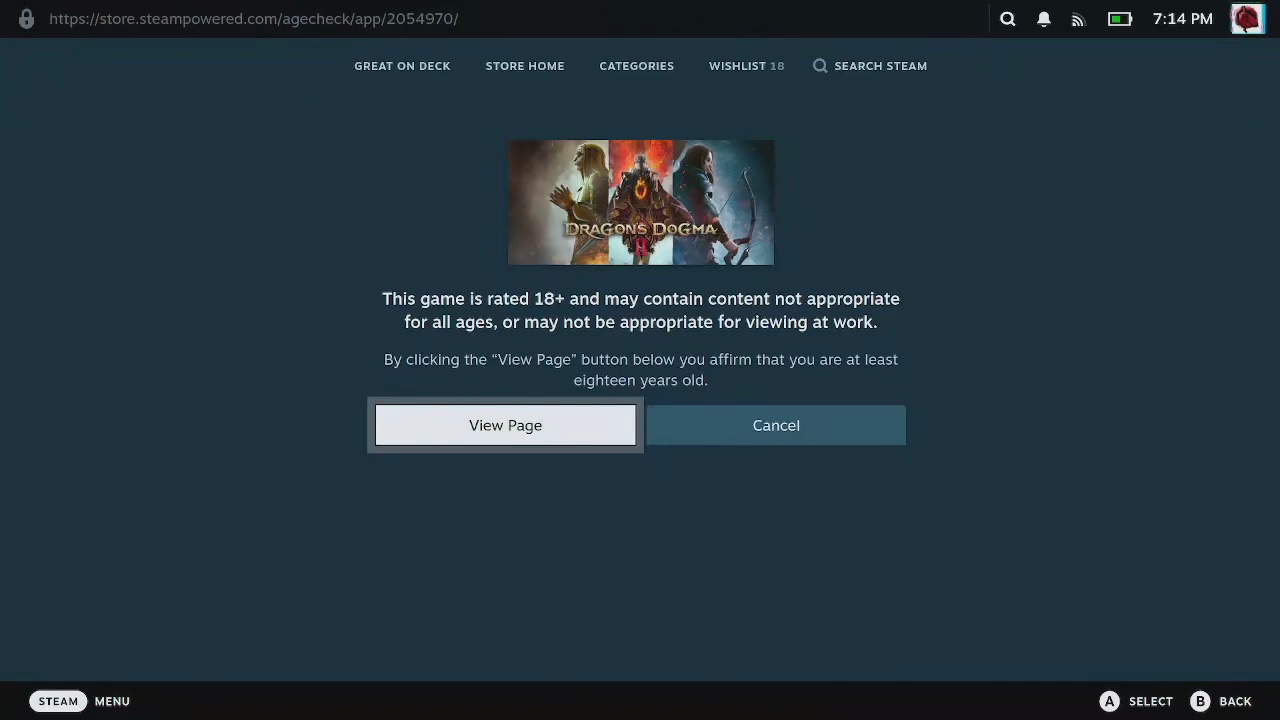 https://store.steampowered.com/agecheck/app/2054970/
7:14 PM
GREAT ON DECK STORE HOME CATEGORIES WISHLIST 18 SEARCH STEAM
DRAGON'S DOGMA
II
This game is rated 18+ and may contain content not appropriate
for all ages, or may not be appropriate for viewing at work.
By clicking the “View Page” button below you affirm that you are at least
eighteen years old.
View Page Cancel
STEAM MENU A SELECT B BACK